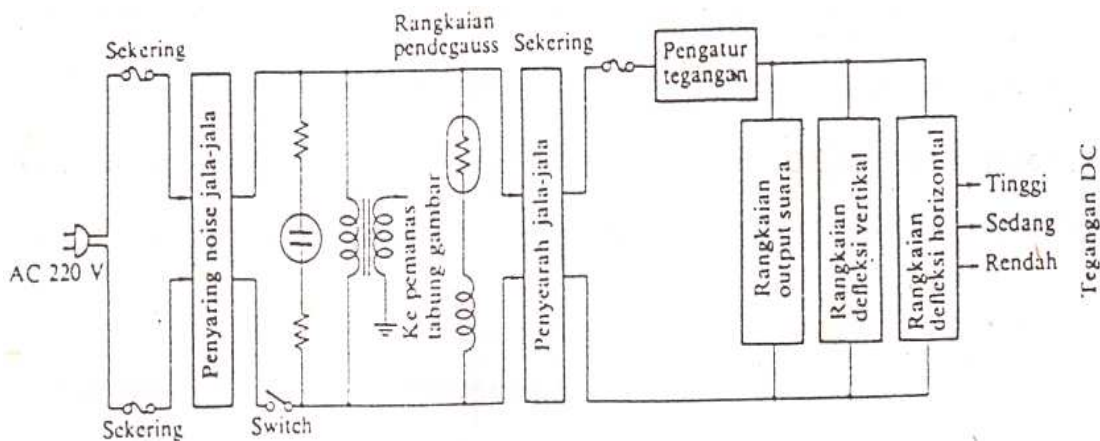 Sekering
AC 220 V
Sekering
Penyaring noise jala-jala
Switch
Ke pemanas
tabung gambar
Rangkaian
pendegauss
Sekering
Penyearah jala-jala
Pengatur
tegangan
Rangkaian
output suara
Rangkaian
defleksi vertikal
Rangkaian
defleksi horizontal
Tinggi
Sedang
Rendah
Tegangan DC